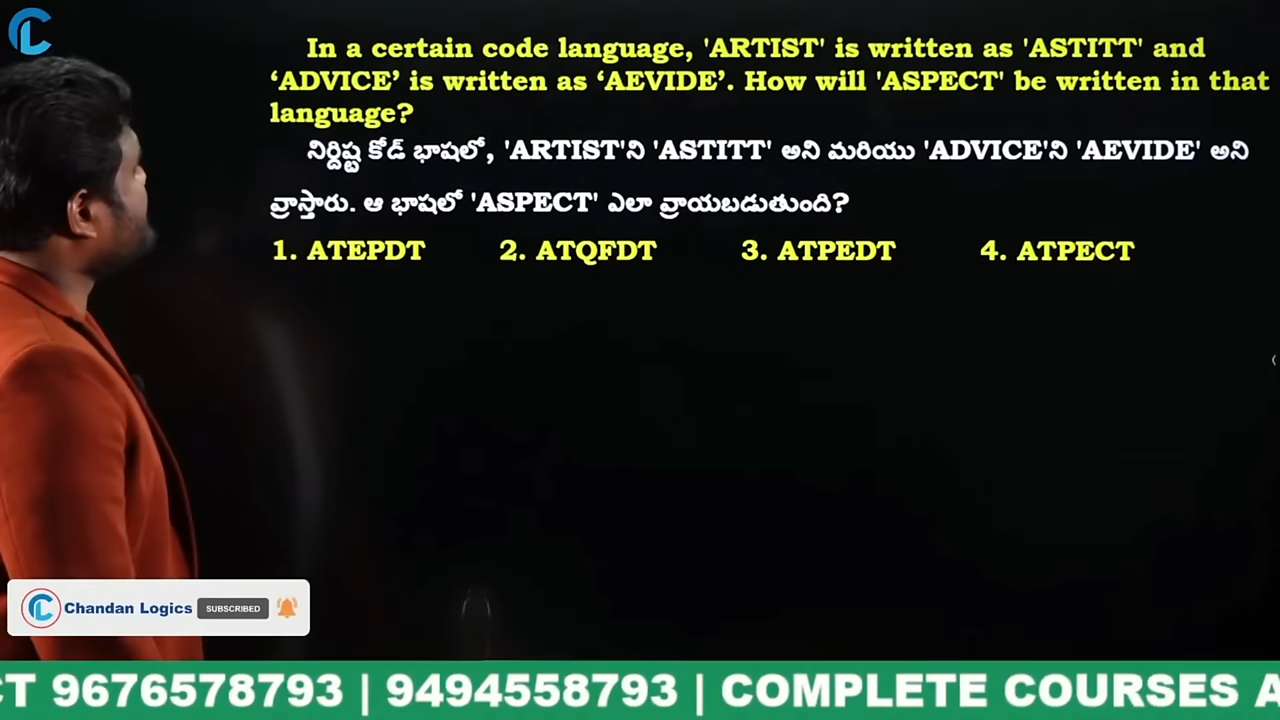 In a certain code language, 'ARTIST' is written as 'ASTITT' and
‘ADVICE’ is written as ‘AEVIDE’. How will 'ASPECT' be written in that
language?
నిర్దిష్ట కోడ్ భాషలో, 'ARTIST'ని 'ASTITT' అని మరియు 'ADVICE'ని 'AEVIDE' అని
వ్రాస్తారు. ఆ భాషలో 'ASPECT' ఎలా వ్రాయబడుతుంది?
1. ATEPDT 2. ATQFDT 3. ATPEDT 4. ATPECT
Chandan Logics SUBSCRIBED
CT 9676578793 | 9494558793 | COMPLETE COURSES A